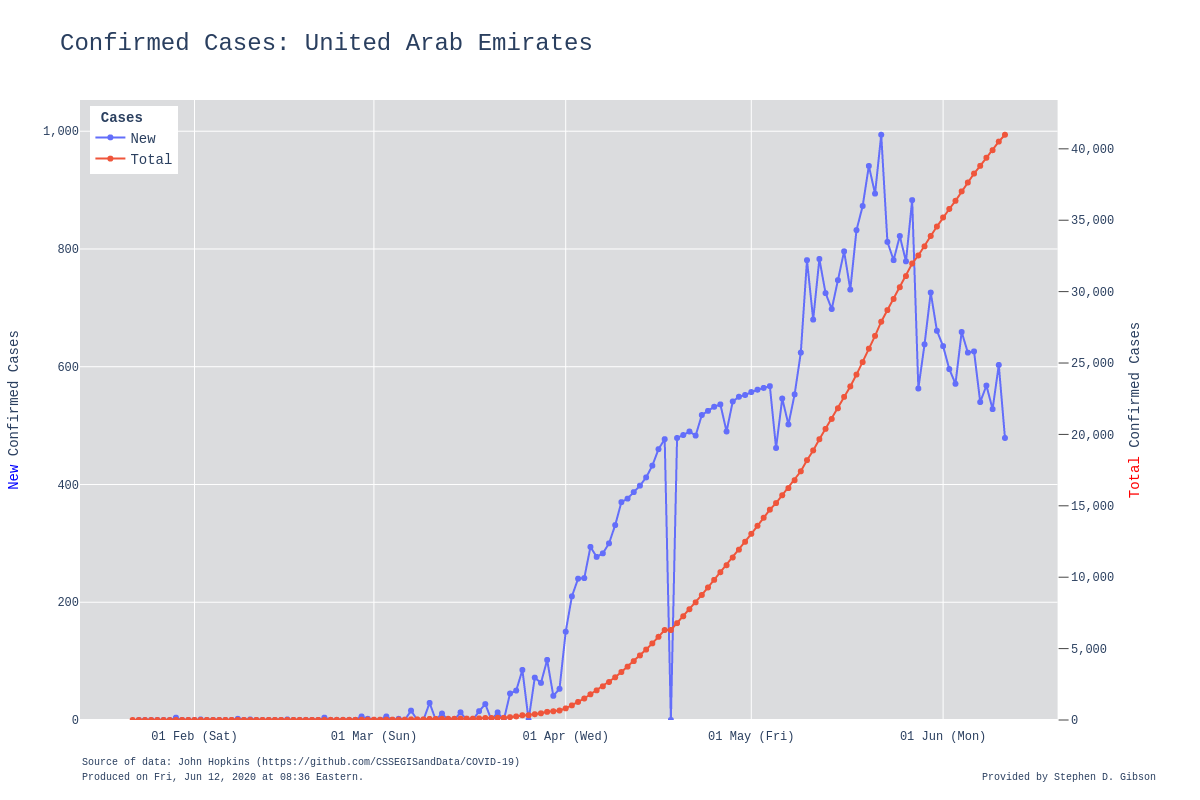 Confirmed Cases: United Arab Emirates
Cases
New
Total
1,000
800
600
400
200
0
40,000
35,000
30,000
25,000
20,000
15,000
10,000
5,000
0
New Confirmed Cases
Total Confirmed Cases
01 Feb (Sat)
01 Mar (Sun)
01 Apr (Wed)
01 May (Fri)
01 Jun (Mon)
Source of data: John Hopkins (https://github.com/CSSEGISandData/COVID-19)
Produced on Fri, Jun 12, 2020 at 08:36 Eastern.
Provided by Stephen D. Gibson